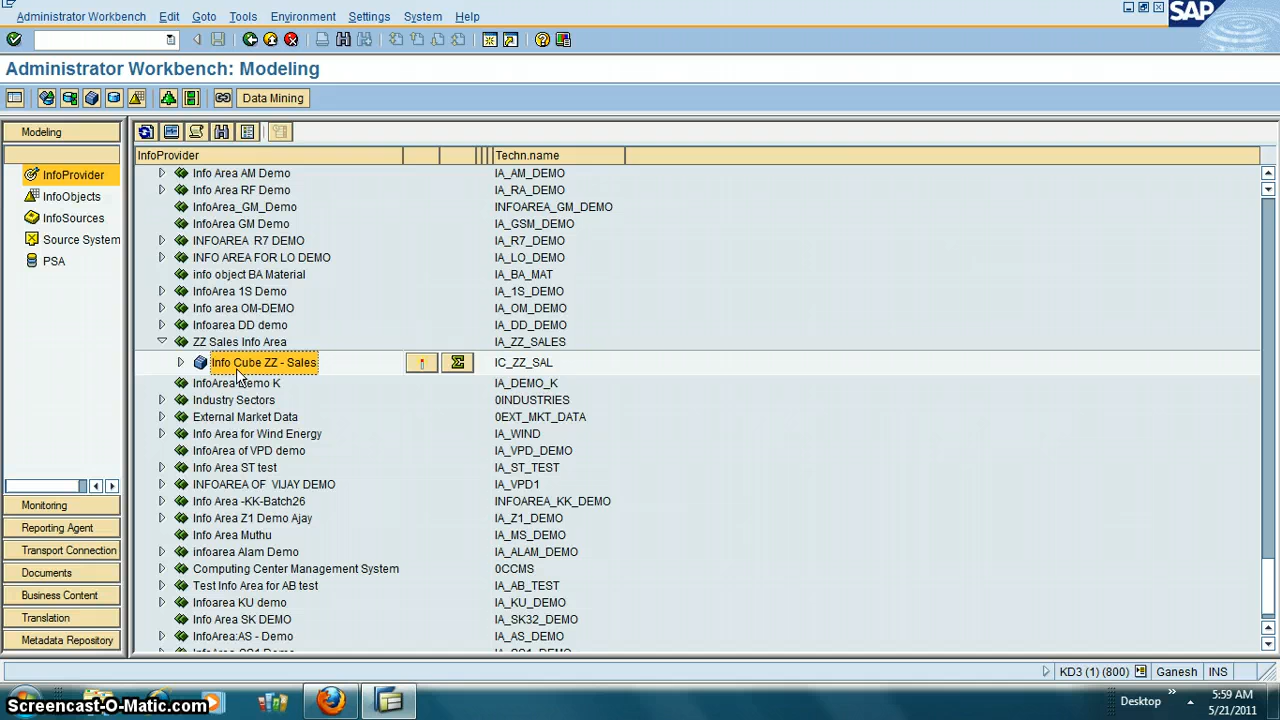 Administrator Workbench Edit Goto Tools Environment Settings System Help
SAP
Administrator Workbench: Modeling
Data Mining
Modeling
InfoProvider
InfoObjects
InfoSources
Source System
PSA
Monitoring
Reporting Agent
Transport Connection
Documents
Business Content
Translation
Metadata Repository
InfoProvider Techn.name
Info Area AM Demo IA_AM_DEMO
Info Area RF Demo IA_RA_DEMO
InfoArea_GM_Demo INFOAREA_GM_DEMO
InfoArea GM Demo IA_GSM_DEMO
INFOAREA R7 DEMO IA_R7_DEMO
INFO AREA FOR LO DEMO IA_LO_DEMO
info object BA Material IA_BA_MAT
InfoArea 1S Demo IA_1S_DEMO
Info area OM-DEMO IA_OM_DEMO
Infoarea DD demo IA_DD_DEMO
ZZ Sales Info Area IA_ZZ_SALES
Info Cube ZZ - Sales IC_ZZ_SAL
InfoArea Demo K IA_DEMO_K
Industry Sectors 0INDUSTRIES
External Market Data 0EXT_MKT_DATA
Info Area for Wind Energy IA_WIND
InfoArea of VPD demo IA_VPD_DEMO
Info Area ST test IA_ST_TEST
INFOAREA OF VIJAY DEMO IA_VPD1
Info Area -KK-Batch26 INFOAREA_KK_DEMO
Info Area Z1 Demo Ajay IA_Z1_DEMO
Info Area Muthu IA_MS_DEMO
infoarea Alam Demo IA_ALAM_DEMO
Computing Center Management System 0CCMS
Test Info Area for AB test IA_AB_TEST
Infoarea KU demo IA_KU_DEMO
Info Area SK DEMO IA_SK32_DEMO
InfoArea:AS - Demo IA_AS_DEMO
KD3 (1) (800) Ganesh INS
Screencast-O-Matic.com
Desktop
5:59 AM
5/21/2011